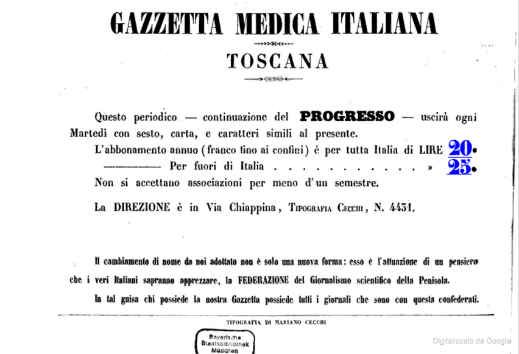 GAZZETTA MEDICA ITALIANA
TOSCANA
Questo periodico — continuazione del PROGRESSO — uscirà ogni
Martedì con sesto, carta, e caratteri simili al presente.
L'abbonamento annuo (franco fino ai confini) è per tutta Italia di LIRE 20.
——— Per fuori di Italia . . . . . . . . . . . » 25.
Non si accettano associazioni per meno d'un semestre.
La DIREZIONE è in Via Chiappina, Tipografia Cecchi, N. 4431.
Il cambiamento di nome da noi adottato non è solo una nuova forma: esso è l'attuazione di un pensiero
che i veri Italiani sapranno apprezzare, la FEDERAZIONE del Giornalismo scientifico della Penisola.
In tal guisa chi possiede la nostra Gazzetta possiede tutti i giornali che sono con questa confederati.
TIPOGRAFIA DI MARIANO CECCHI
Bayerische
Staatsbibliothek
München
Digitalizzato da Google